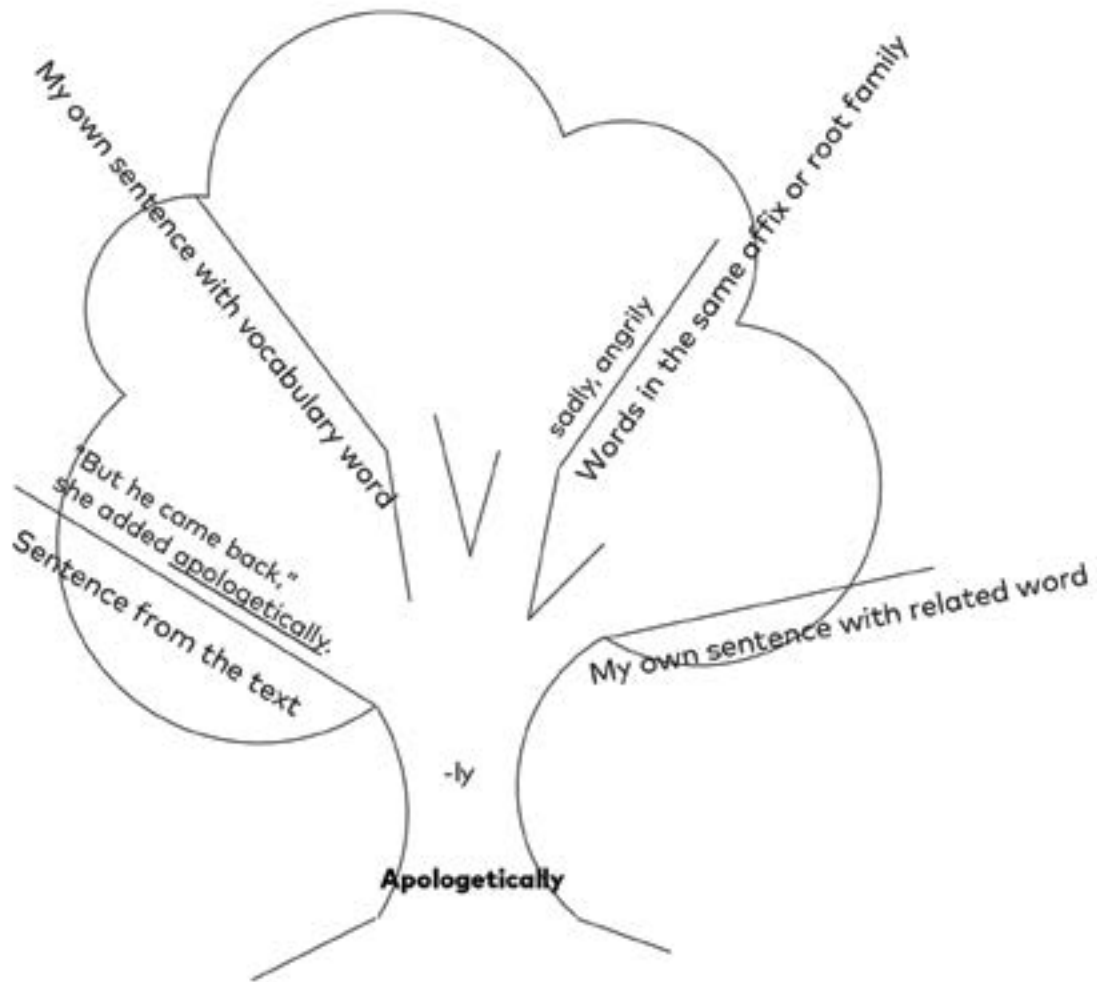 My own sentence with vocabulary word
sadly, angrily
Words in the same affix or root family
"But he came back,"
she added apologetically.
Sentence from the text
My own sentence with related word
-ly
Apologetically